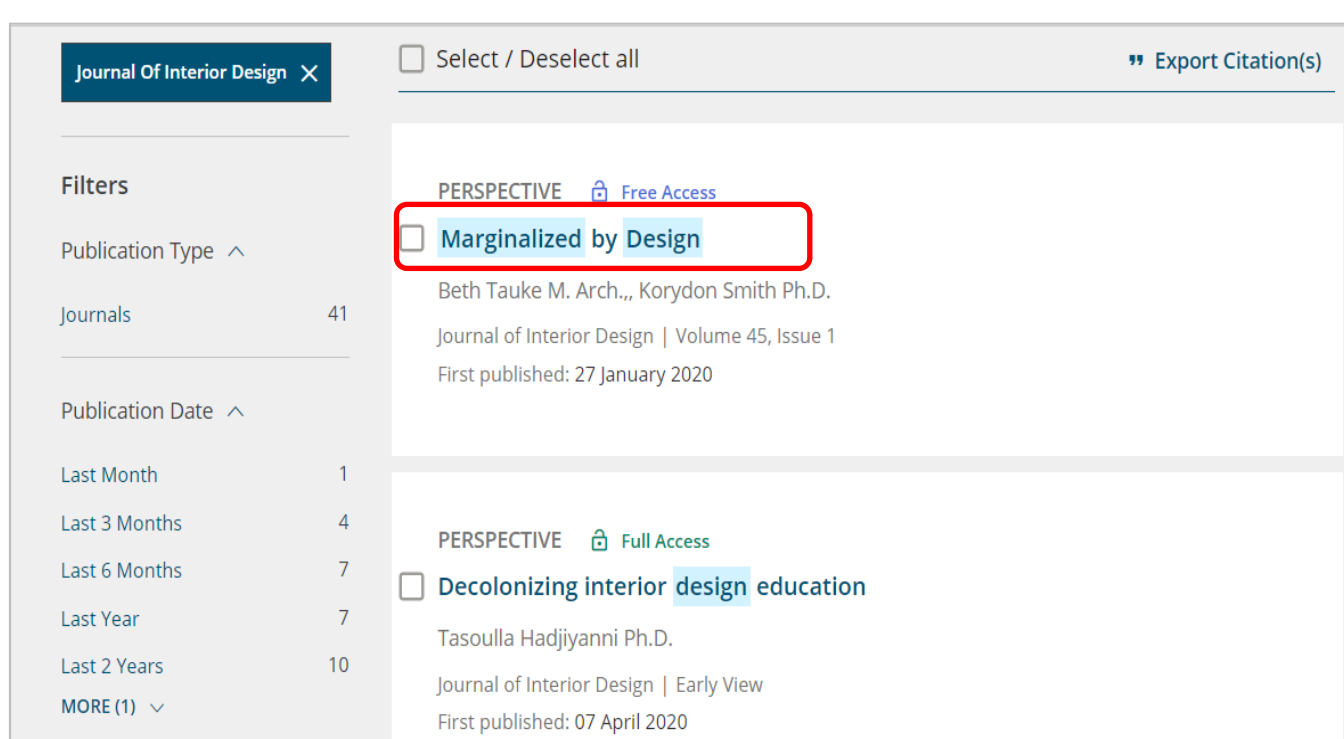 Journal Of Interior Design ×
Select / Deselect all
Export Citation(s)
Filters
Publication Type
Journals 41
Publication Date
Last Month 1
Last 3 Months 4
Last 6 Months 7
Last Year 7
Last 2 Years 10
MORE (1)
PERSPECTIVE Free Access
Marginalized by Design
Beth Tauke M. Arch.,, Korydon Smith Ph.D.
Journal of Interior Design | Volume 45, Issue 1
First published: 27 January 2020
PERSPECTIVE Full Access
Decolonizing interior design education
Tasoulla Hadjiyanni Ph.D.
Journal of Interior Design | Early View
First published: 07 April 2020